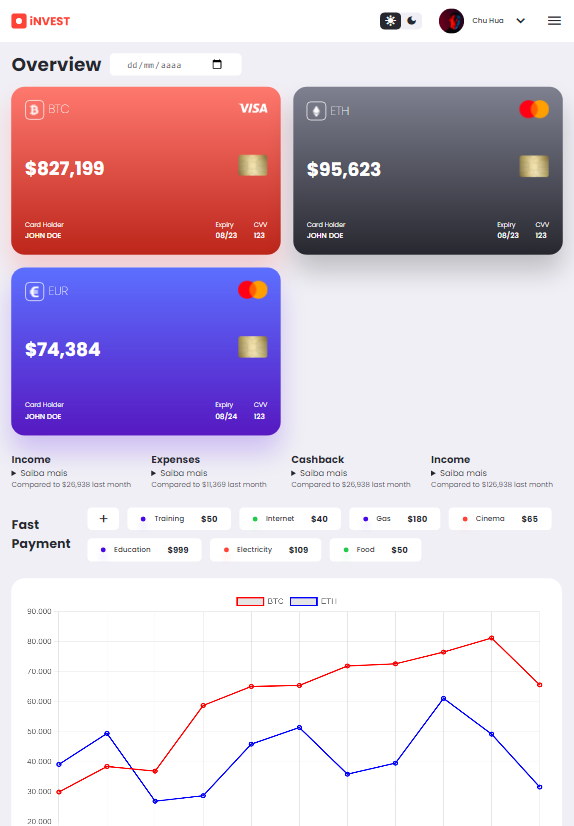 iNVEST
Chu Hua
Overview dd/mm/aaaa
BTC VISA
$827,199
Card Holder Expiry CVV
JOHN DOE 08/23 123
ETH
$95,623
Card Holder Expiry CVV
JOHN DOE 08/23 123
EUR
$74,384
Card Holder Expiry CVV
JOHN DOE 08/24 123
Income Expenses Cashback Income
Saiba mais Saiba mais Saiba mais Saiba mais
Compared to $26,938 last month Compared to $11,369 last month Compared to $26,938 last month Compared to $126,938 last month
Fast Payment
+ Training $50 Internet $40 Gas $180 Cinema $65
Education $999 Electricity $109 Food $50
BTC ETH
90.000
80.000
70.000
60.000
50.000
40.000
30.000
20.000